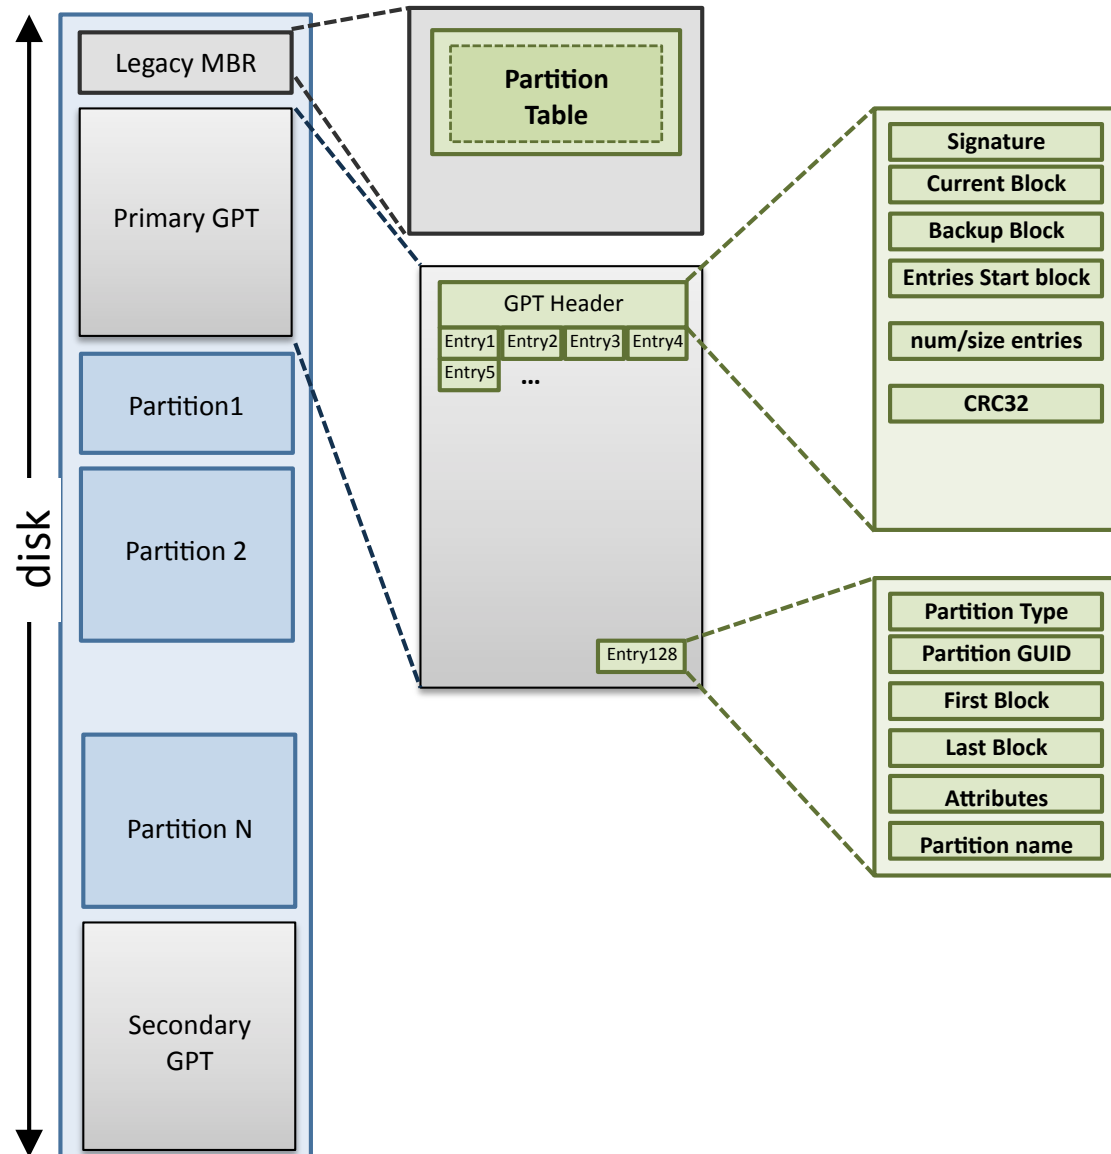 disk
Legacy MBR
Primary GPT
Partition1
Partition 2
Partition N
Secondary
GPT
Partition
Table
GPT Header
Entry1 Entry2 Entry3 Entry4
Entry5 ...
Entry128
Signature
Current Block
Backup Block
Entries Start block
num/size entries
CRC32
Partition Type
Partition GUID
First Block
Last Block
Attributes
Partition name